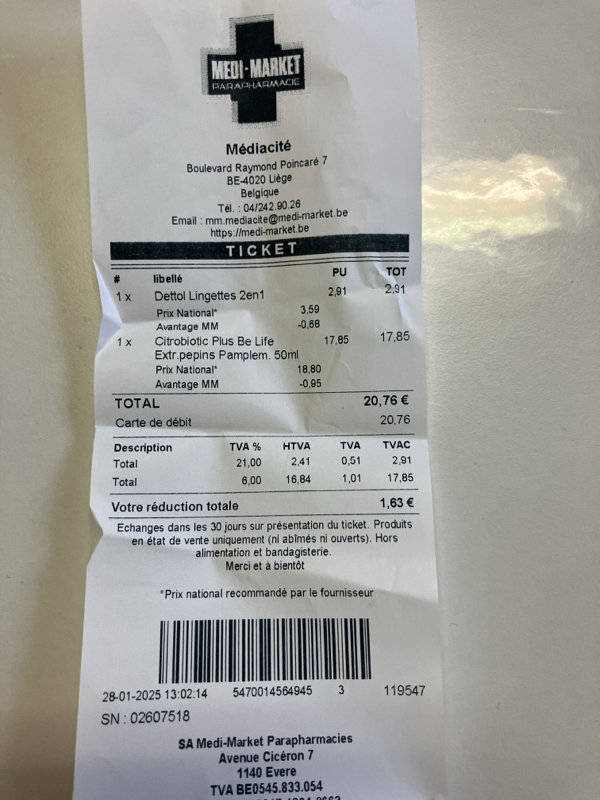 MEDI-MARKET
PARAPHARMACIE
Médiacité
Boulevard Raymond Poincaré 7
BE-4020 Liège
Belgique
Tél. : 04/242.90.26
Email : mm.mediacite@medi-market.be
https://medi-market.be
TICKET
# libellé PU TOT
1 x Dettol Lingettes 2en1 2,91 2,91
Prix National* 3,59
Avantage MM -0,68
1 x Citrobiotic Plus Be Life 17,85 17,85
Extr.pepins Pamplem. 50ml
Prix National* 18,80
Avantage MM -0,95
TOTAL 20,76 €
Carte de débit 20,76
Description TVA % HTVA TVA TVAC
Total 21,00 2,41 0,51 2,91
Total 6,00 16,84 1,01 17,85
Votre réduction totale 1,63 €
Echanges dans les 30 jours sur présentation du ticket. Produits
en état de vente uniquement (ni abîmés ni ouverts). Hors
alimentation et bandagisterie.
Merci et à bientôt
*Prix national recommandé par le fournisseur
28-01-2025 13:02:14 5470014564945 3 119547
SN : 02607518
SA Medi-Market Parapharmacies
Avenue Cicéron 7
1140 Evere
TVA BE0545.833.054